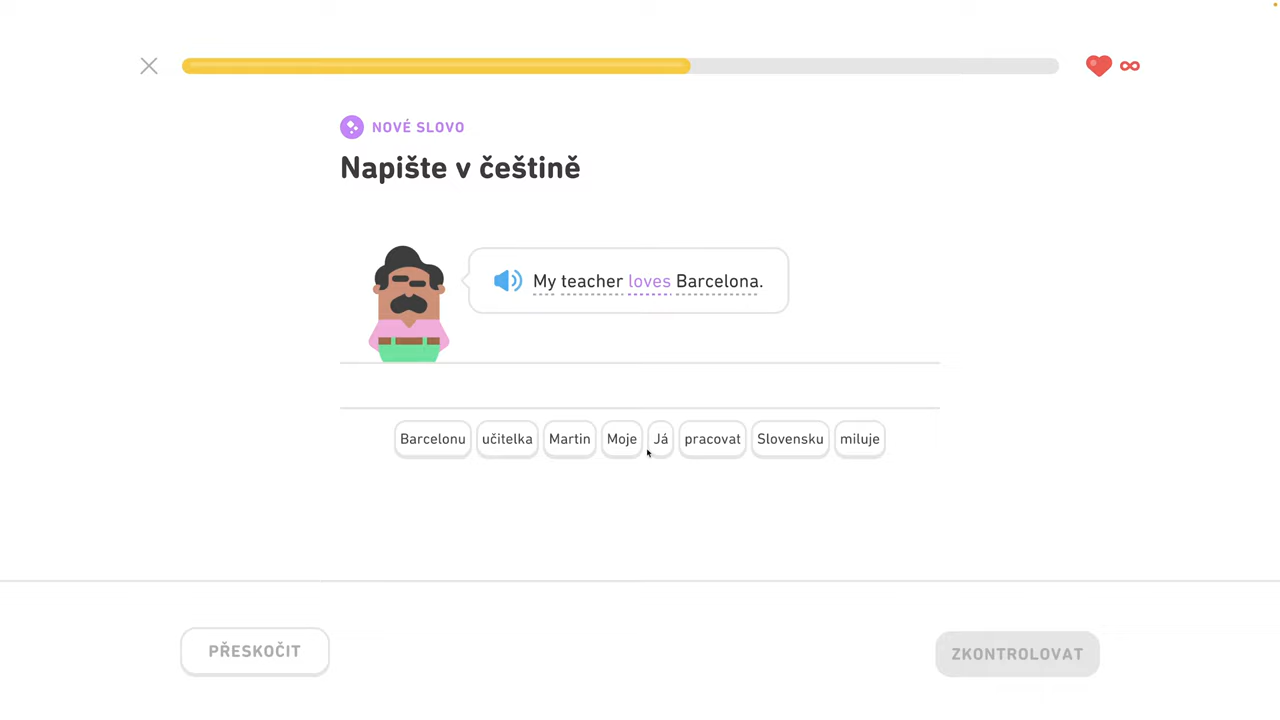 NOVÉ SLOVO
Napište v češtině
My teacher loves Barcelona.
Barcelonu učitelka Martin Moje Já pracovat Slovensku miluje
PŘESKOČIT
ZKONTROLOVAT